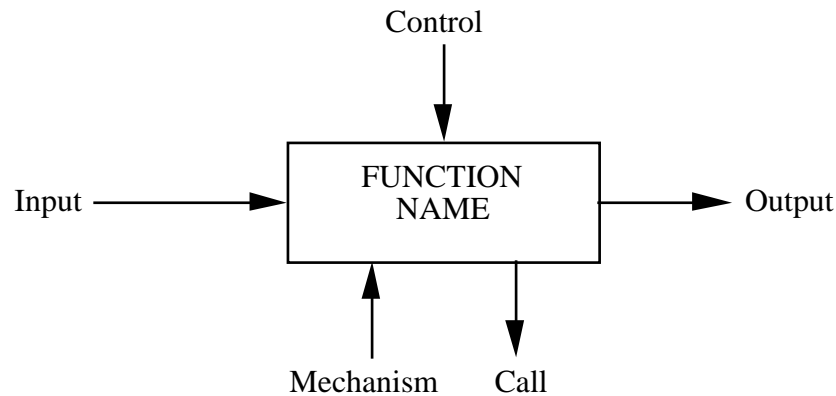 Control
FUNCTION
NAME
Input
Output
Mechanism
Call